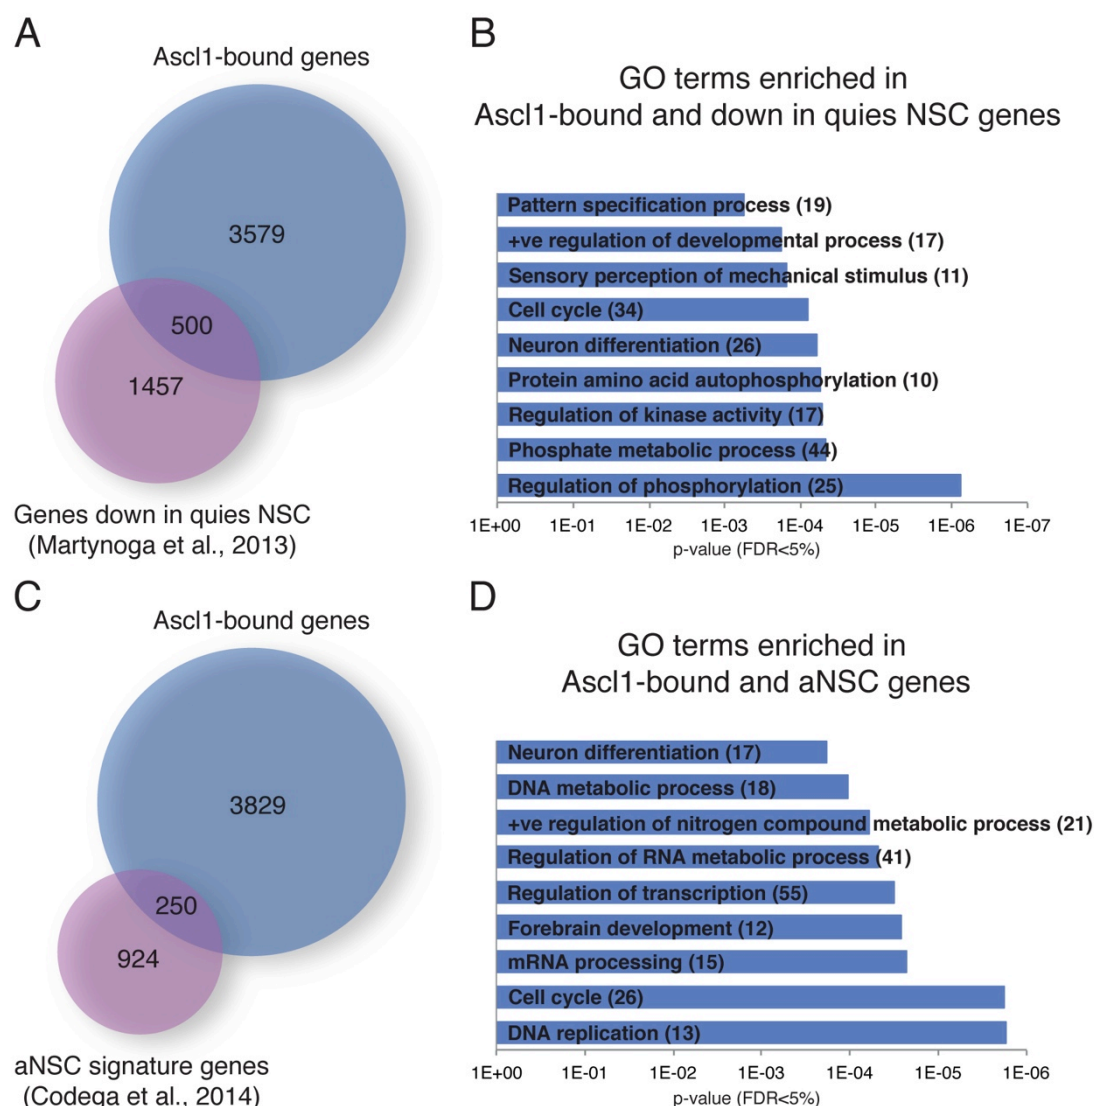 A
Ascl1-bound genes
3579
500
1457
Genes down in quies NSC
(Martynoga et al., 2013)
B
GO terms enriched in
Ascl1-bound and down in quies NSC genes
Pattern specification process (19)
+ve regulation of developmental process (17)
Sensory perception of mechanical stimulus (11)
Cell cycle (34)
Neuron differentiation (26)
Protein amino acid autophosphorylation (10)
Regulation of kinase activity (17)
Phosphate metabolic process (44)
Regulation of phosphorylation (25)
1E+00 1E-01 1E-02 1E-03 1E-04 1E-05 1E-06 1E-07
p-value (FDR<5%)
C
Ascl1-bound genes
3829
250
924
aNSC signature genes
(Codega et al., 2014)
D
GO terms enriched in
Ascl1-bound and aNSC genes
Neuron differentiation (17)
DNA metabolic process (18)
+ve regulation of nitrogen compound metabolic process (21)
Regulation of RNA metabolic process (41)
Regulation of transcription (55)
Forebrain development (12)
mRNA processing (15)
Cell cycle (26)
DNA replication (13)
1E+00 1E-01 1E-02 1E-03 1E-04 1E-05 1E-06
p-value (FDR<5%)